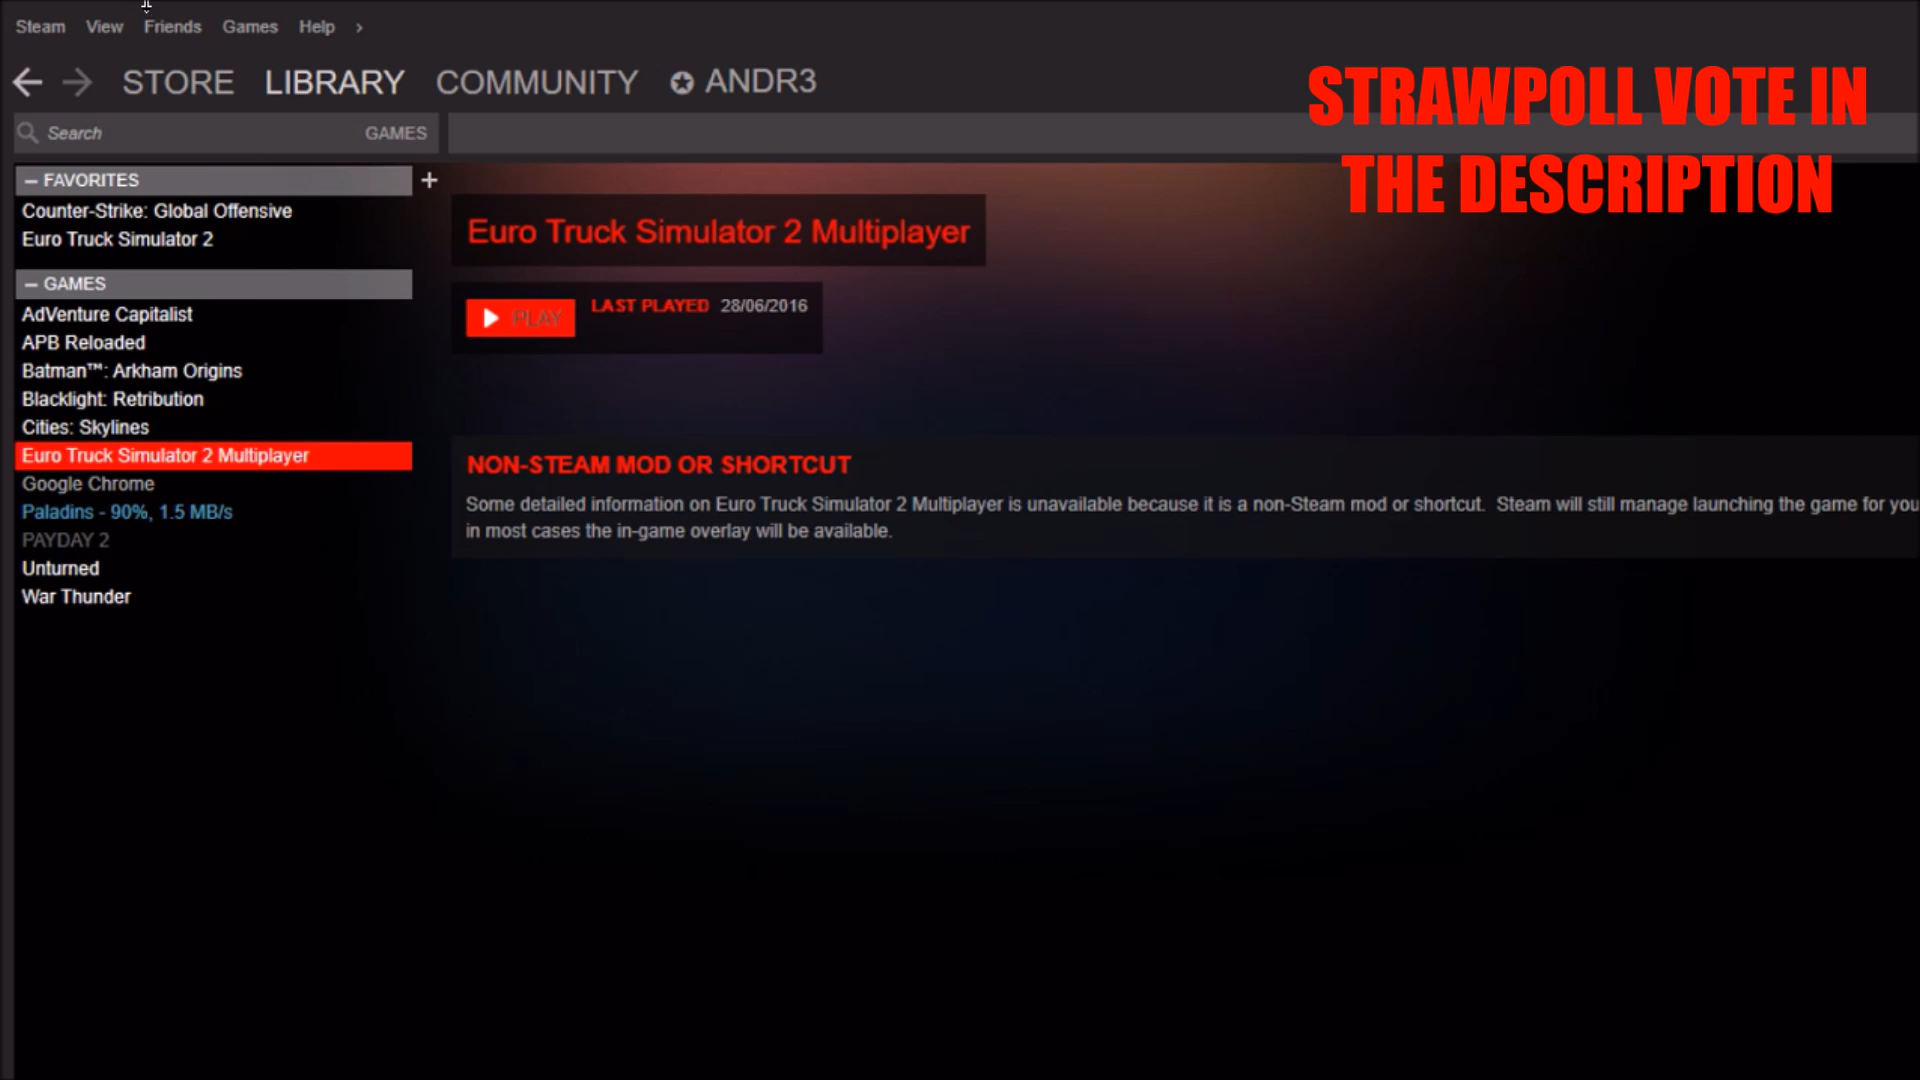 Steam View Friends Games Help >
STORE LIBRARY COMMUNITY ANDR3
STRAWPOLL VOTE IN
THE DESCRIPTION
Search GAMES
– FAVORITES +
Counter-Strike: Global Offensive
Euro Truck Simulator 2
– GAMES
AdVenture Capitalist
APB Reloaded
Batman™: Arkham Origins
Blacklight: Retribution
Cities: Skylines
Euro Truck Simulator 2 Multiplayer
Google Chrome
Paladins - 90%, 1.5 MB/s
PAYDAY 2
Unturned
War Thunder
Euro Truck Simulator 2 Multiplayer
PLAY LAST PLAYED 28/06/2016
NON-STEAM MOD OR SHORTCUT
Some detailed information on Euro Truck Simulator 2 Multiplayer is unavailable because it is a non-Steam mod or shortcut. Steam will still manage launching the game for you
in most cases the in-game overlay will be available.